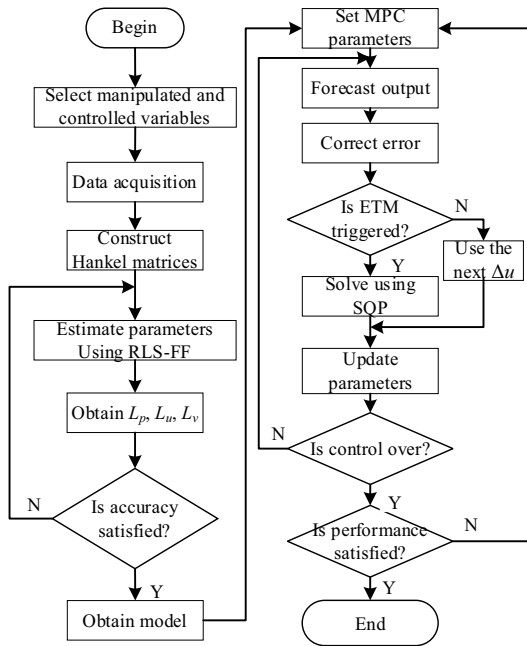 Begin
Select manipulated and
controlled variables
Data acquisition
Construct
Hankel matrices
Estimate parameters
Using RLS-FF
Obtain Lp, Lu, Lv
N
Is accuracy
satisfied?
Y
Obtain model
Set MPC
parameters
Forecast output
Correct error
Is ETM
triggered?
N
Use the
next Δu
Y
Solve using
SQP
Update
parameters
N
Is control over?
Y
Is performance
satisfied?
N
Y
End